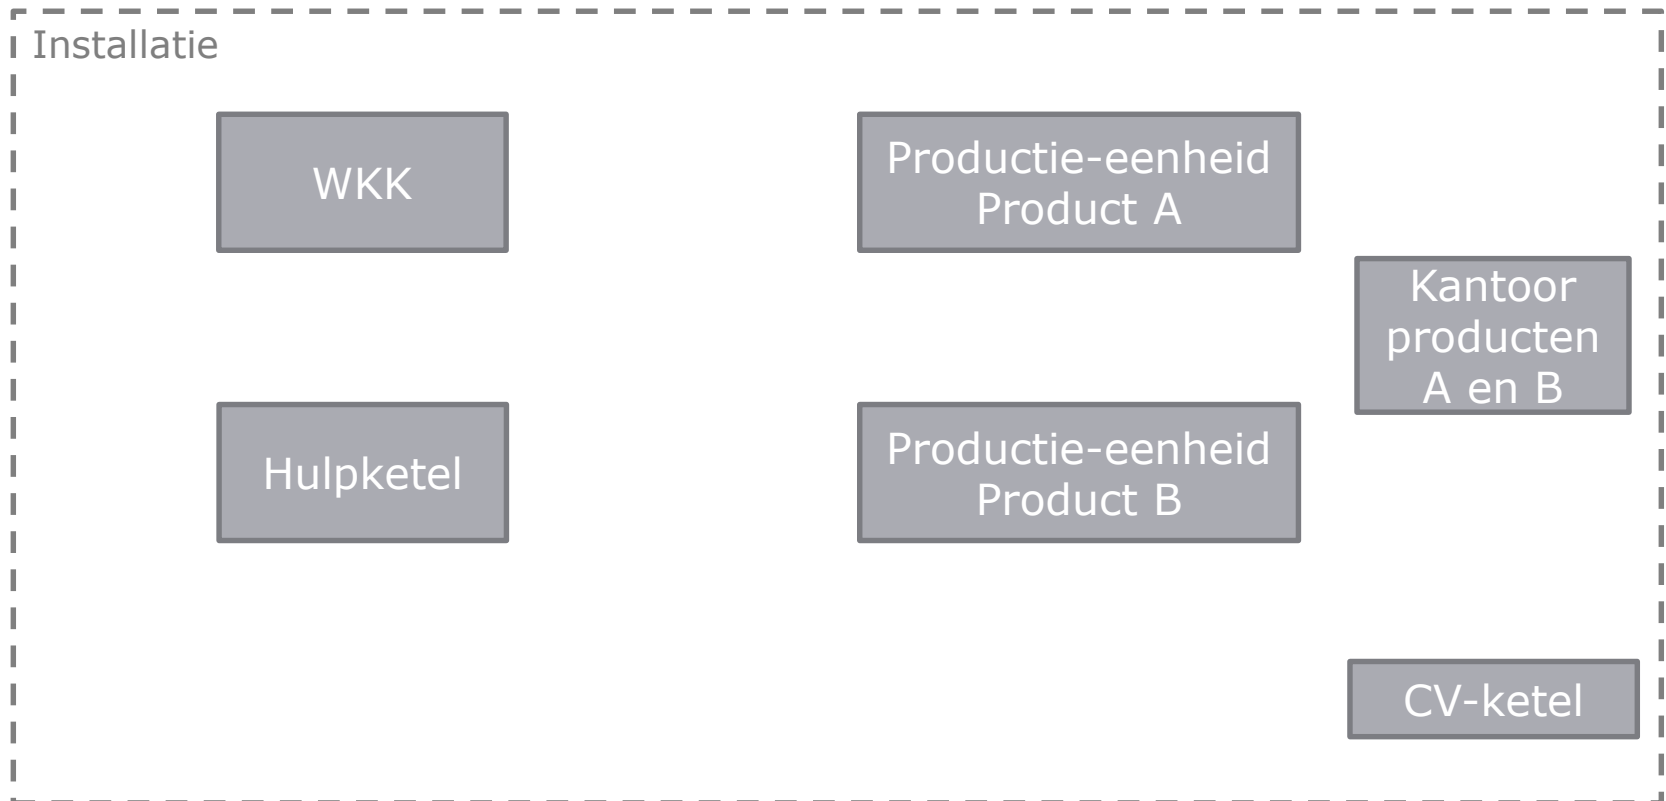 Installatie
WKK
Productie-eenheid
Product A
Kantoor
producten
A en B
Hulpketel
Productie-eenheid
Product B
CV-ketel